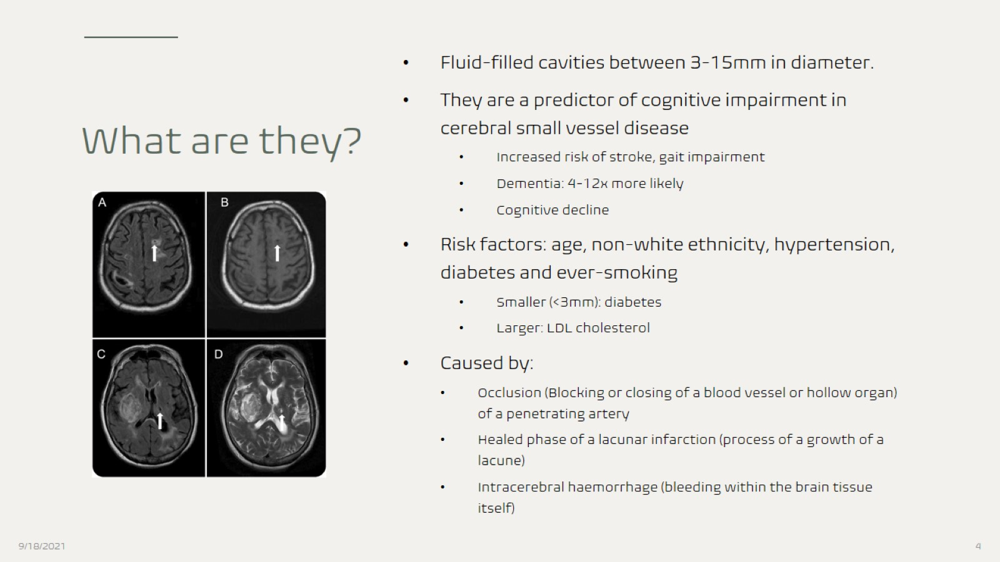 What are they?
A
B
C
D
• Fluid-filled cavities between 3-15mm in diameter.
• They are a predictor of cognitive impairment in
cerebral small vessel disease
• Increased risk of stroke, gait impairment
• Dementia: 4-12x more likely
• Cognitive decline
• Risk factors: age, non-white ethnicity, hypertension,
diabetes and ever-smoking
• Smaller (<3mm): diabetes
• Larger: LDL cholesterol
• Caused by:
• Occlusion (Blocking or closing of a blood vessel or hollow organ)
of a penetrating artery
• Healed phase of a lacunar infarction (process of a growth of a
lacune)
• Intracerebral haemorrhage (bleeding within the brain tissue
itself)
9/18/2021
4